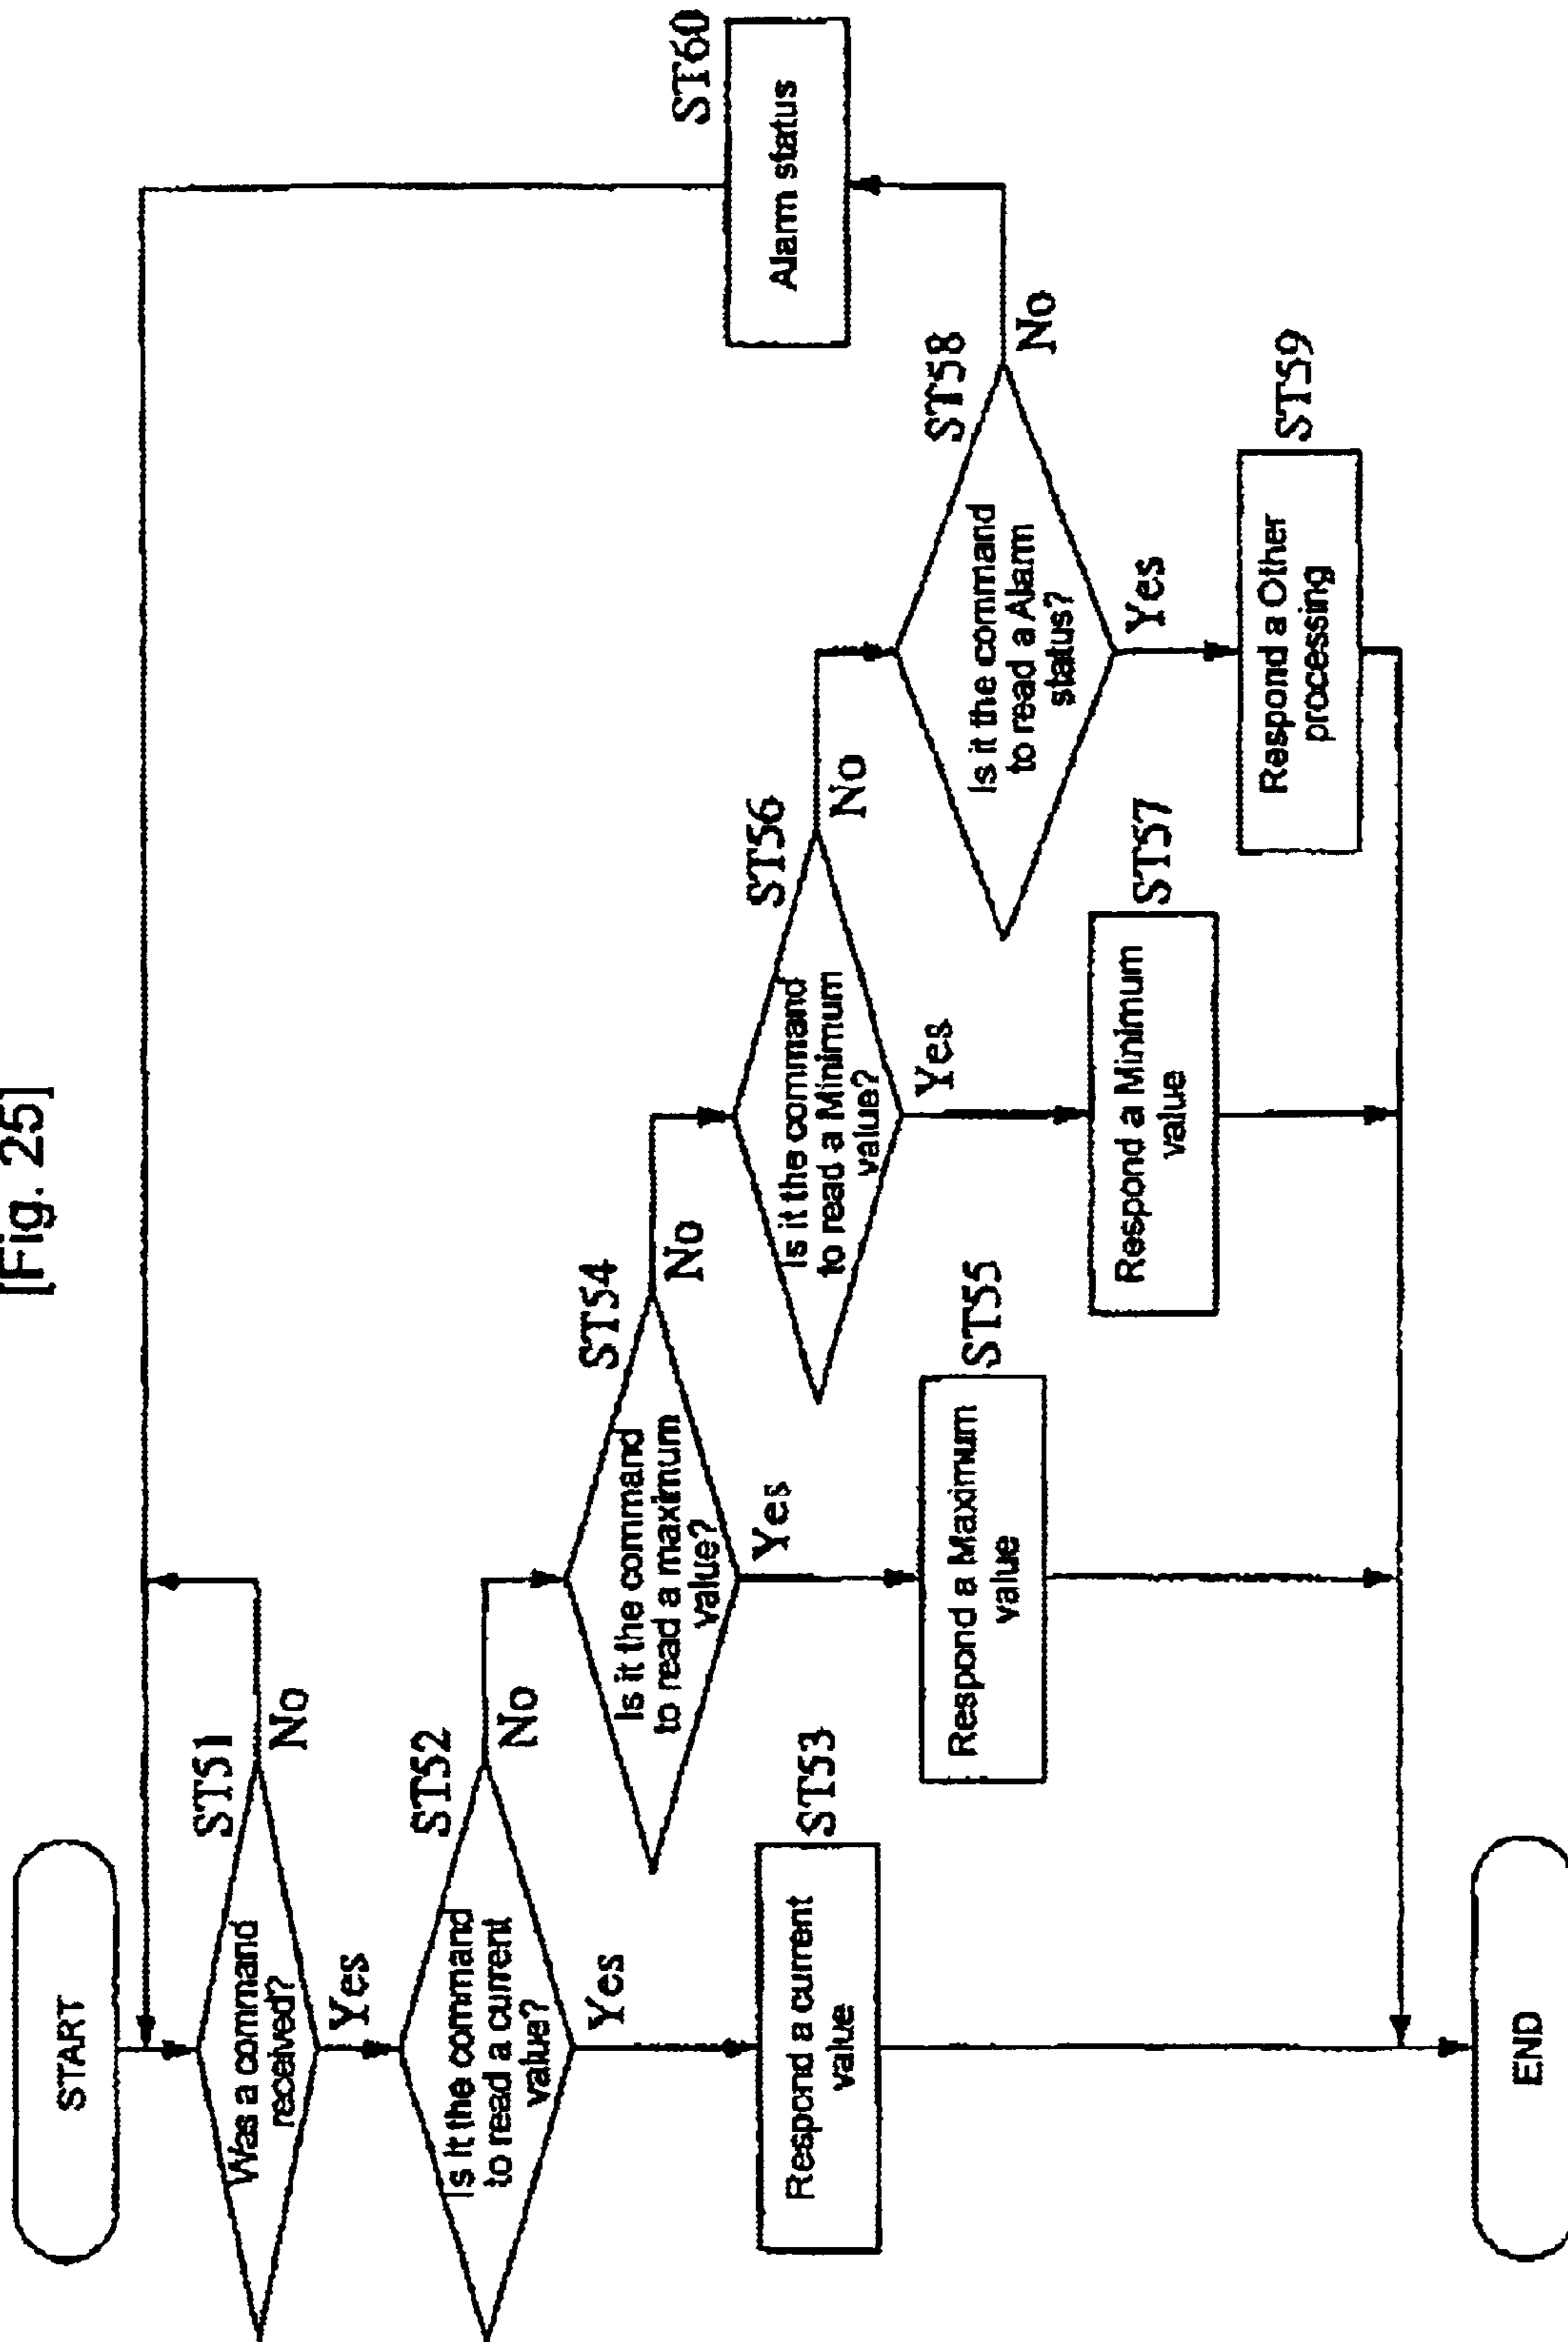 [Fig. 25]
START
ST51
Was a command
received?
No
Yes
ST52
Is it the command
to read a current
value?
No
Yes
ST53
Respond a current
value
ST54
Is it the command
to read a maximum
value?
No
Yes
ST55
Respond a Maximum
value
ST56
Is it the command
to read a Minimum
value?
No
Yes
ST57
Respond a Minimum
value
ST58
Is it the command
to read a Alarm
status?
No
Yes
ST59
Respond a Other
processing
ST60
Alarm status
END